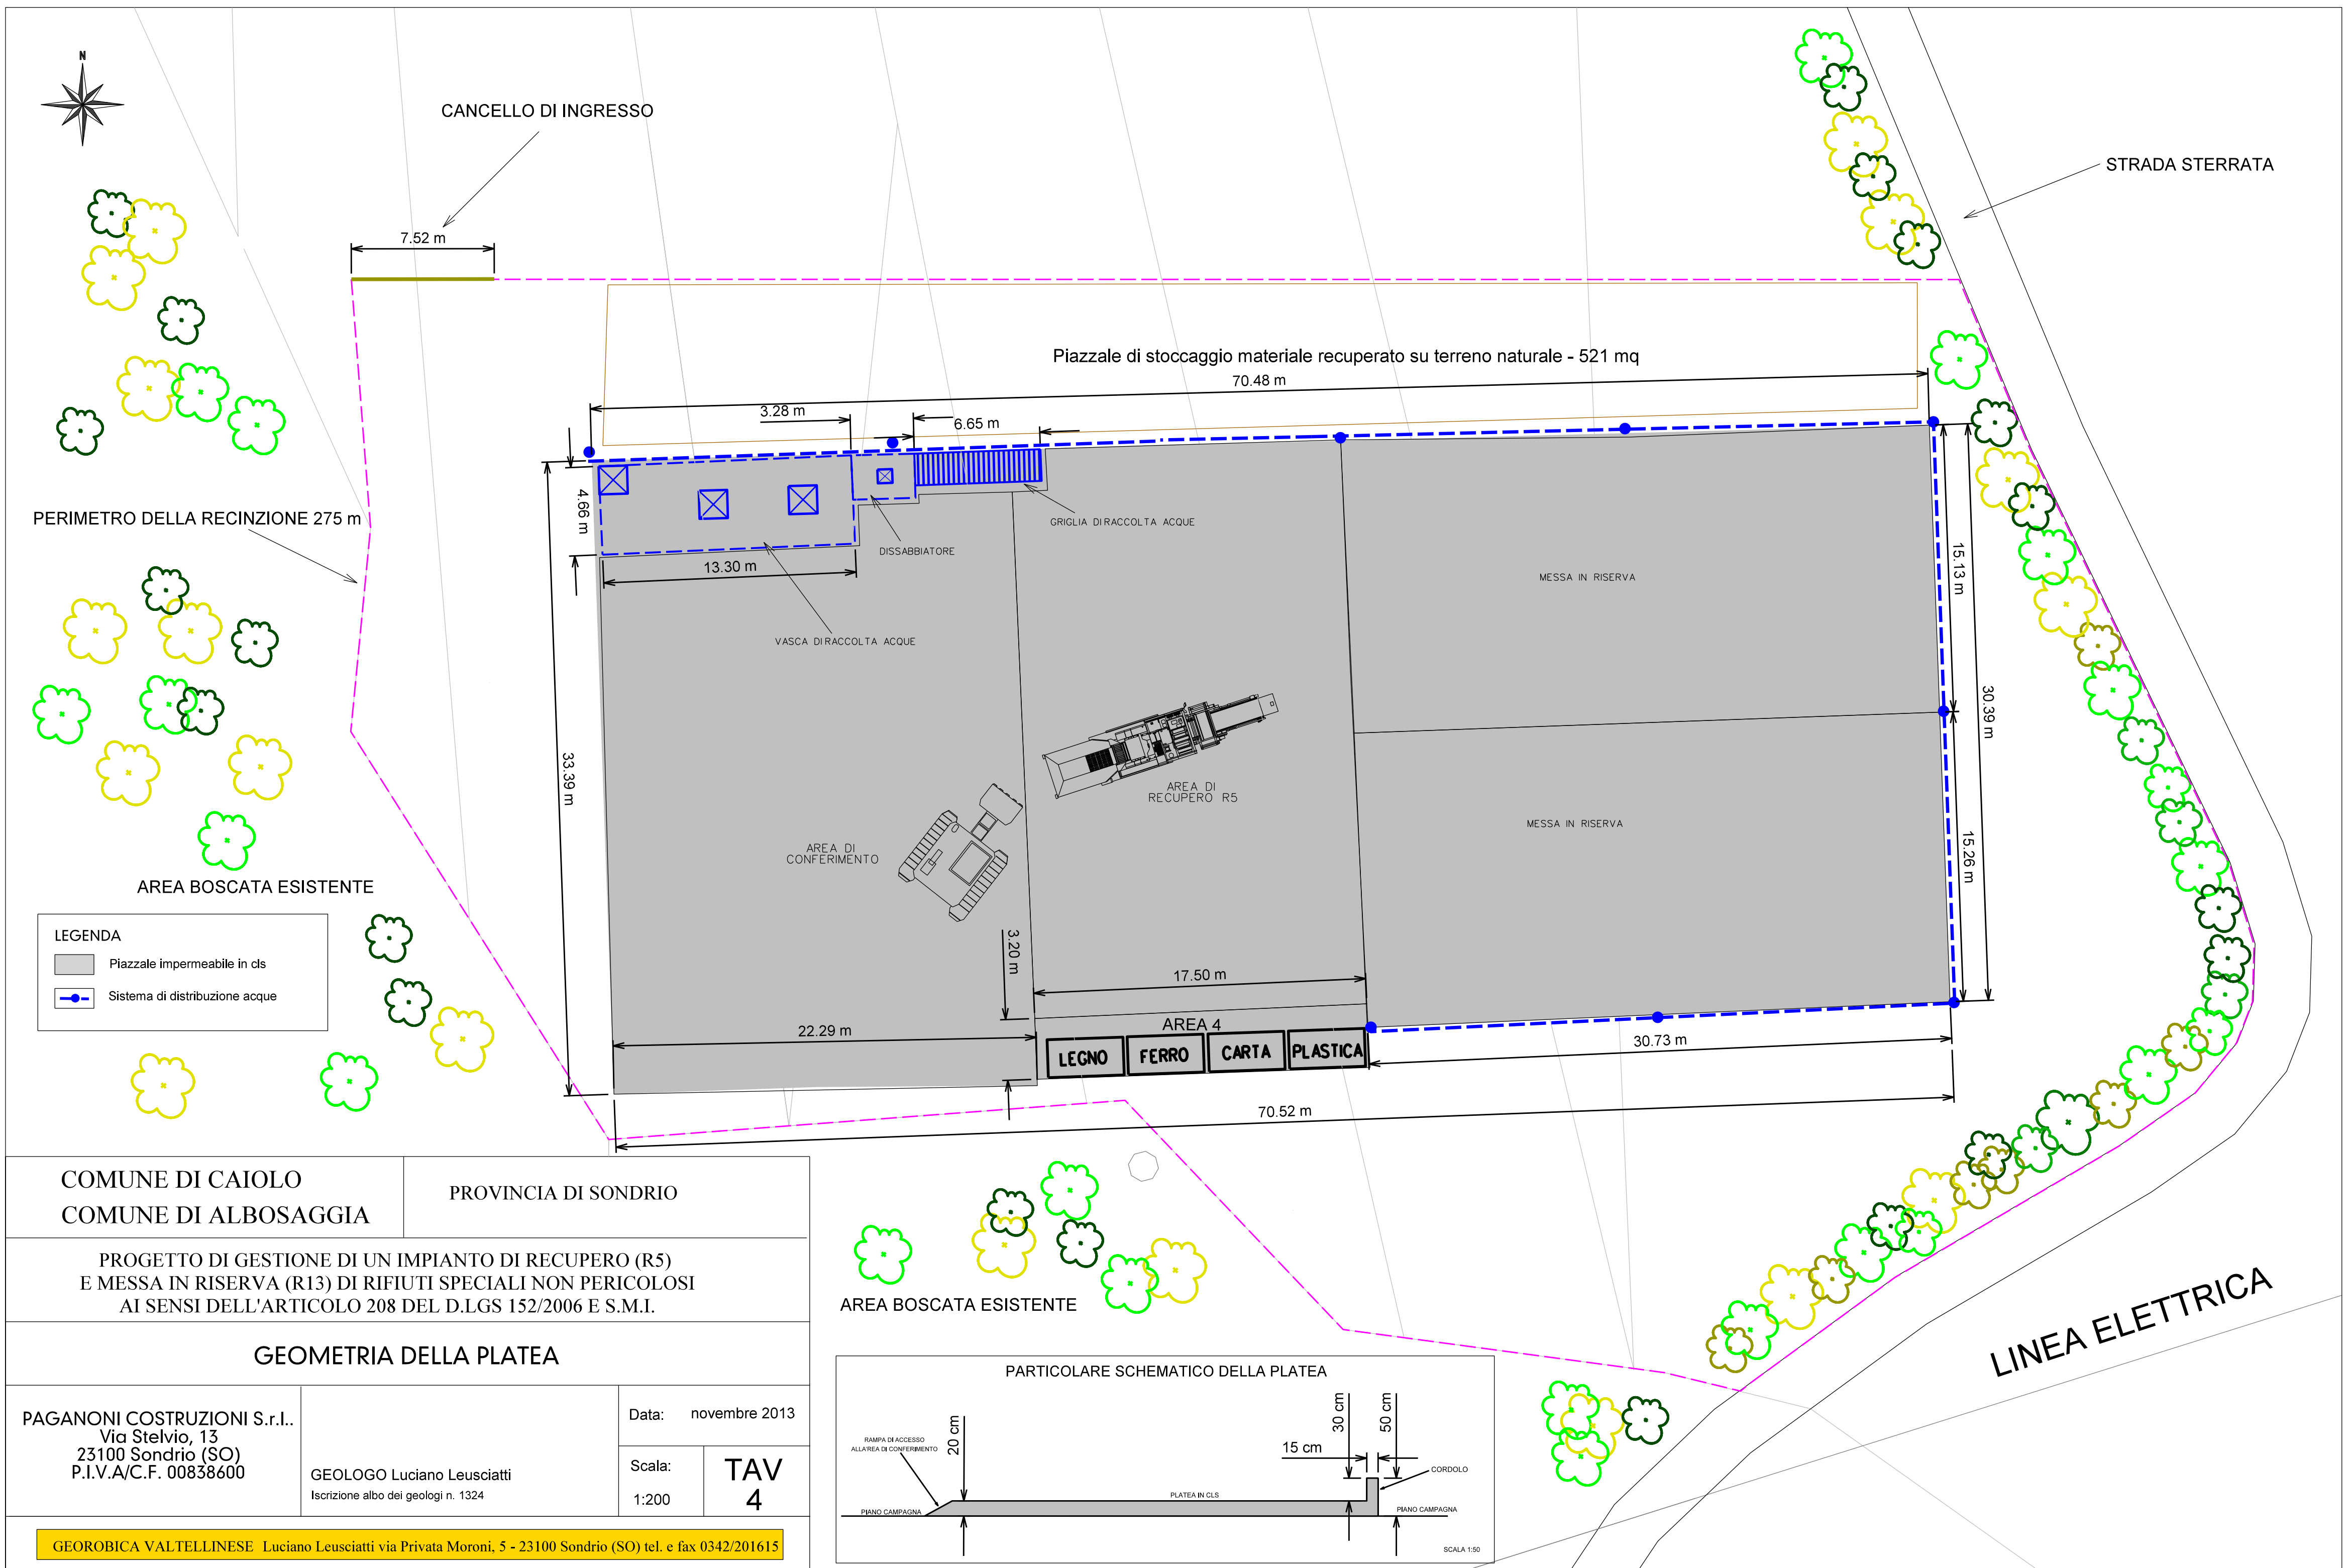 N
CANCELLO DI INGRESSO
STRADA STERRATA
7.52 m
Piazzale di stoccaggio materiale recuperato su terreno naturale - 521 mq
70.48 m
3.28 m
6.65 m
4.66 m
PERIMETRO DELLA RECINZIONE 275 m
GRIGLIA DI RACCOLTA ACQUE
DISSABBIATORE
13.30 m
15.13 m
MESSA IN RISERVA
VASCA DI RACCOLTA ACQUE
30.39 m
33.39 m
AREA DI
RECUPERO R5
MESSA IN RISERVA
AREA DI
CONFERIMENTO
15.26 m
AREA BOSCATA ESISTENTE
LEGENDA
Piazzale impermeabile in cls
Sistema di distribuzione acque
3.20 m
17.50 m
22.29 m
AREA 4
LEGNO
FERRO
CARTA
PLASTICA
30.73 m
70.52 m
COMUNE DI CAIOLO
COMUNE DI ALBOSAGGIA
PROVINCIA DI SONDRIO
PROGETTO DI GESTIONE DI UN IMPIANTO DI RECUPERO (R5)
E MESSA IN RISERVA (R13) DI RIFIUTI SPECIALI NON PERICOLOSI
AI SENSI DELL'ARTICOLO 208 DEL D.LGS 152/2006 E S.M.I.
GEOMETRIA DELLA PLATEA
PAGANONI COSTRUZIONI S.r.l..
Via Stelvio, 13
23100 Sondrio (SO)
P.I.V.A/C.F. 00838600
GEOLOGO Luciano Leusciatti
Iscrizione albo dei geologi n. 1324
Data: novembre 2013
Scala:
1:200
TAV
4
GEOROBICA VALTELLINESE Luciano Leusciatti via Privata Moroni, 5 - 23100 Sondrio (SO) tel. e fax 0342/201615
AREA BOSCATA ESISTENTE
LINEA ELETTRICA
PARTICOLARE SCHEMATICO DELLA PLATEA
RAMPA DI ACCESSO
ALL'AREA DI CONFERIMENTO
20 cm
30 cm
50 cm
15 cm
CORDOLO
PLATEA IN CLS
PIANO CAMPAGNA
PIANO CAMPAGNA
SCALA 1:50